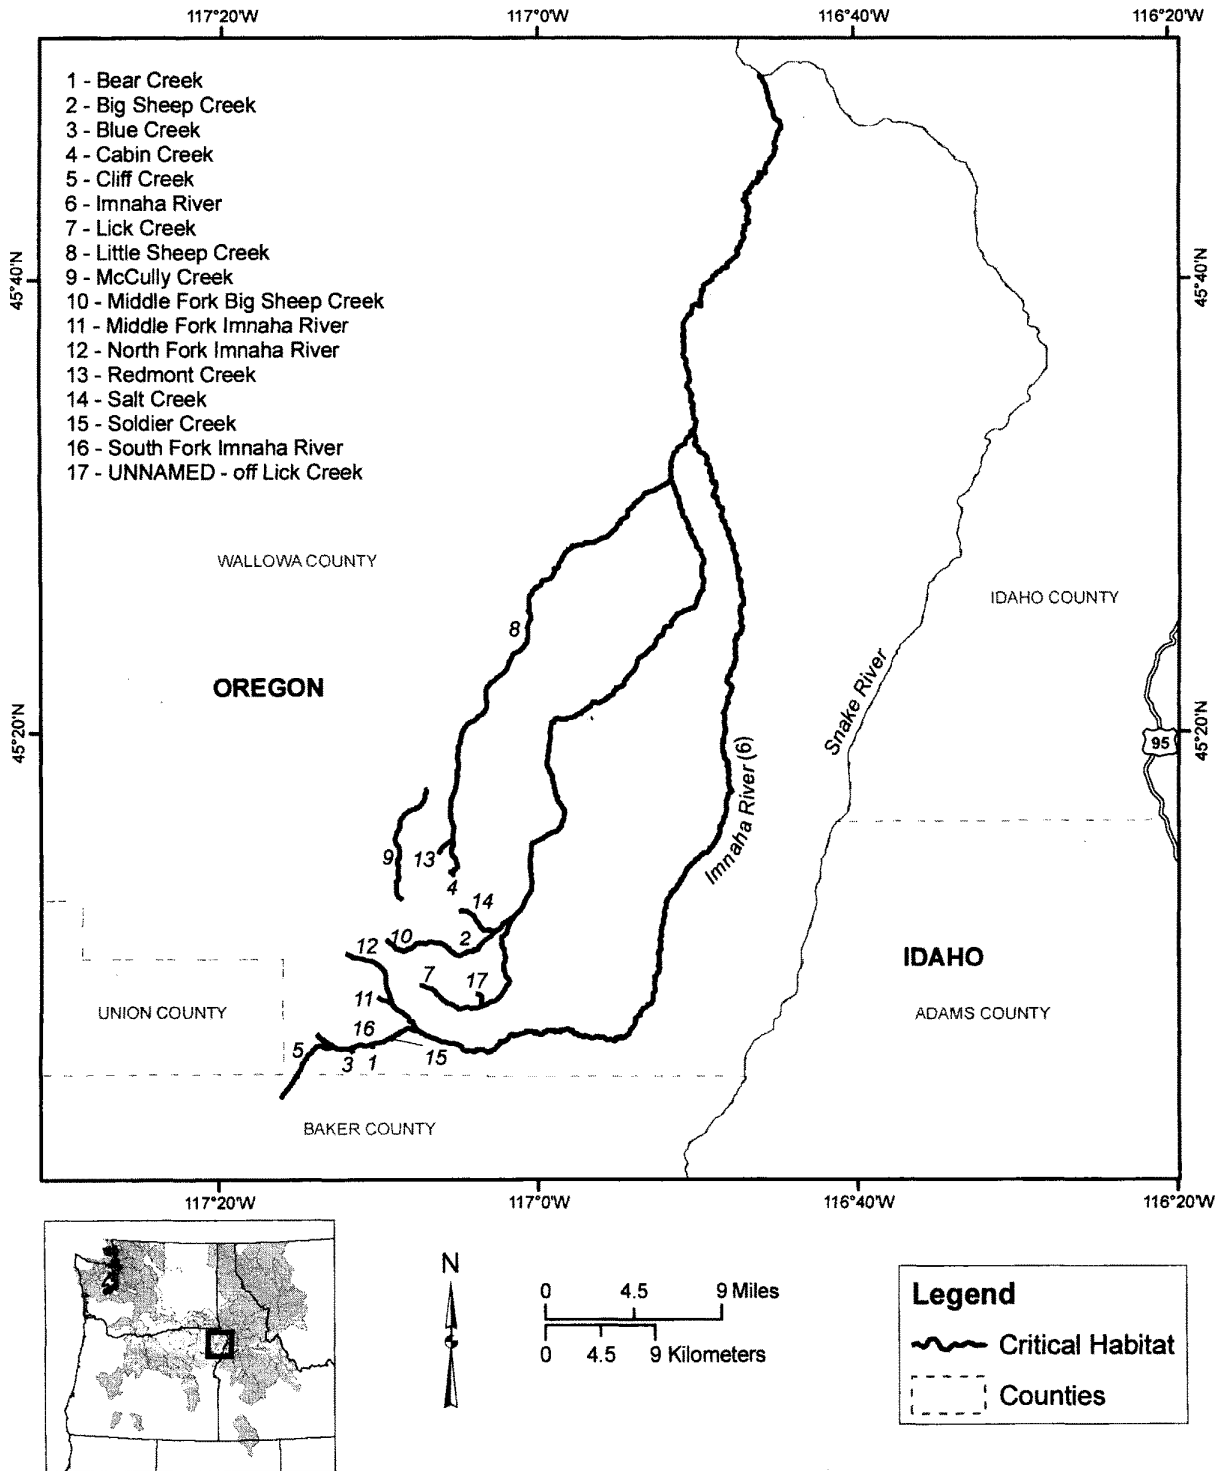 117°20'W 117°0'W 116°40'W 116°20'W
1 - Bear Creek
2 - Big Sheep Creek
3 - Blue Creek
4 - Cabin Creek
5 - Cliff Creek
6 - Imnaha River
7 - Lick Creek
8 - Little Sheep Creek
9 - McCully Creek
10 - Middle Fork Big Sheep Creek
11 - Middle Fork Imnaha River
12 - North Fork Imnaha River
13 - Redmont Creek
14 - Salt Creek
15 - Soldier Creek
16 - South Fork Imnaha River
17 - UNNAMED - off Lick Creek
45°40'N
45°40'N
WALLOWA COUNTY
IDAHO COUNTY
8
OREGON
Snake River
45°20'N
95
45°20'N
Imnaha River (6)
9
13
4
14
12
10
2
7
17
11
16
5
3
1
15
IDAHO
UNION COUNTY
ADAMS COUNTY
BAKER COUNTY
117°20'W 117°0'W 116°40'W 116°20'W
N
0 4.5 9 Miles
0 4.5 9 Kilometers
Legend
Critical Habitat
Counties